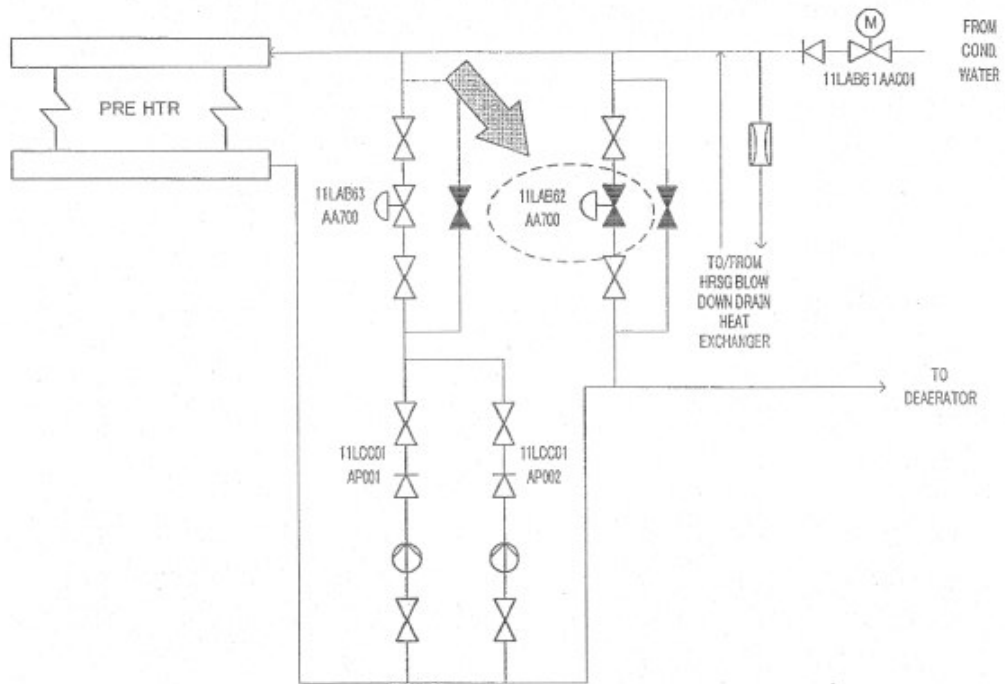 M
FROM
COND.
WATER
11LAB61AA001
PRE HTR
11LAB63
AA700
11LAB62
AA700
TO/FROM
HRSG BLOW
DOWN DRAIN
HEAT
EXCHANGER
TO
DEAERATOR
11LCC01
AP001
11LCC01
AP002